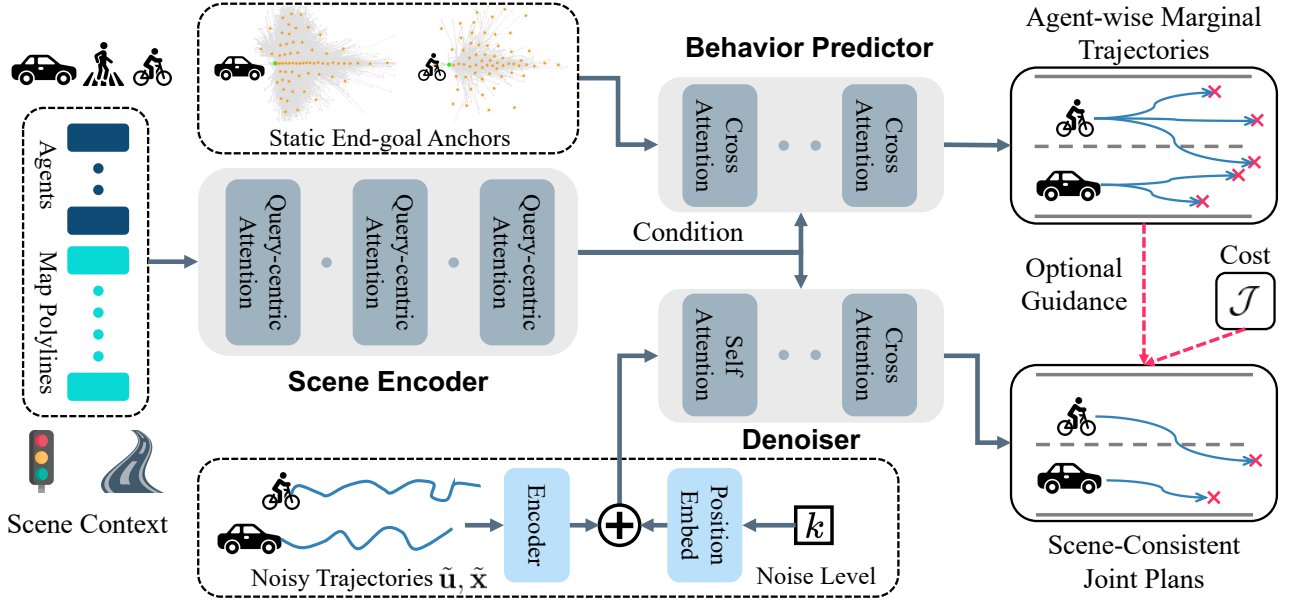 Agents
Map Polylines
Scene Context
Static End-goal Anchors
Query-centric
Attention
Query-centric
Attention
Query-centric
Attention
Scene Encoder
Condition
Behavior Predictor
Cross
Attention
Cross
Attention
Self
Attention
Cross
Attention
Denoiser
Noisy Trajectories ũ, x̃
Encoder
+
Position
Embed
k
Noise Level
Agent-wise Marginal
Trajectories
Optional
Guidance
Cost
𝒥
Scene-Consistent
Joint Plans